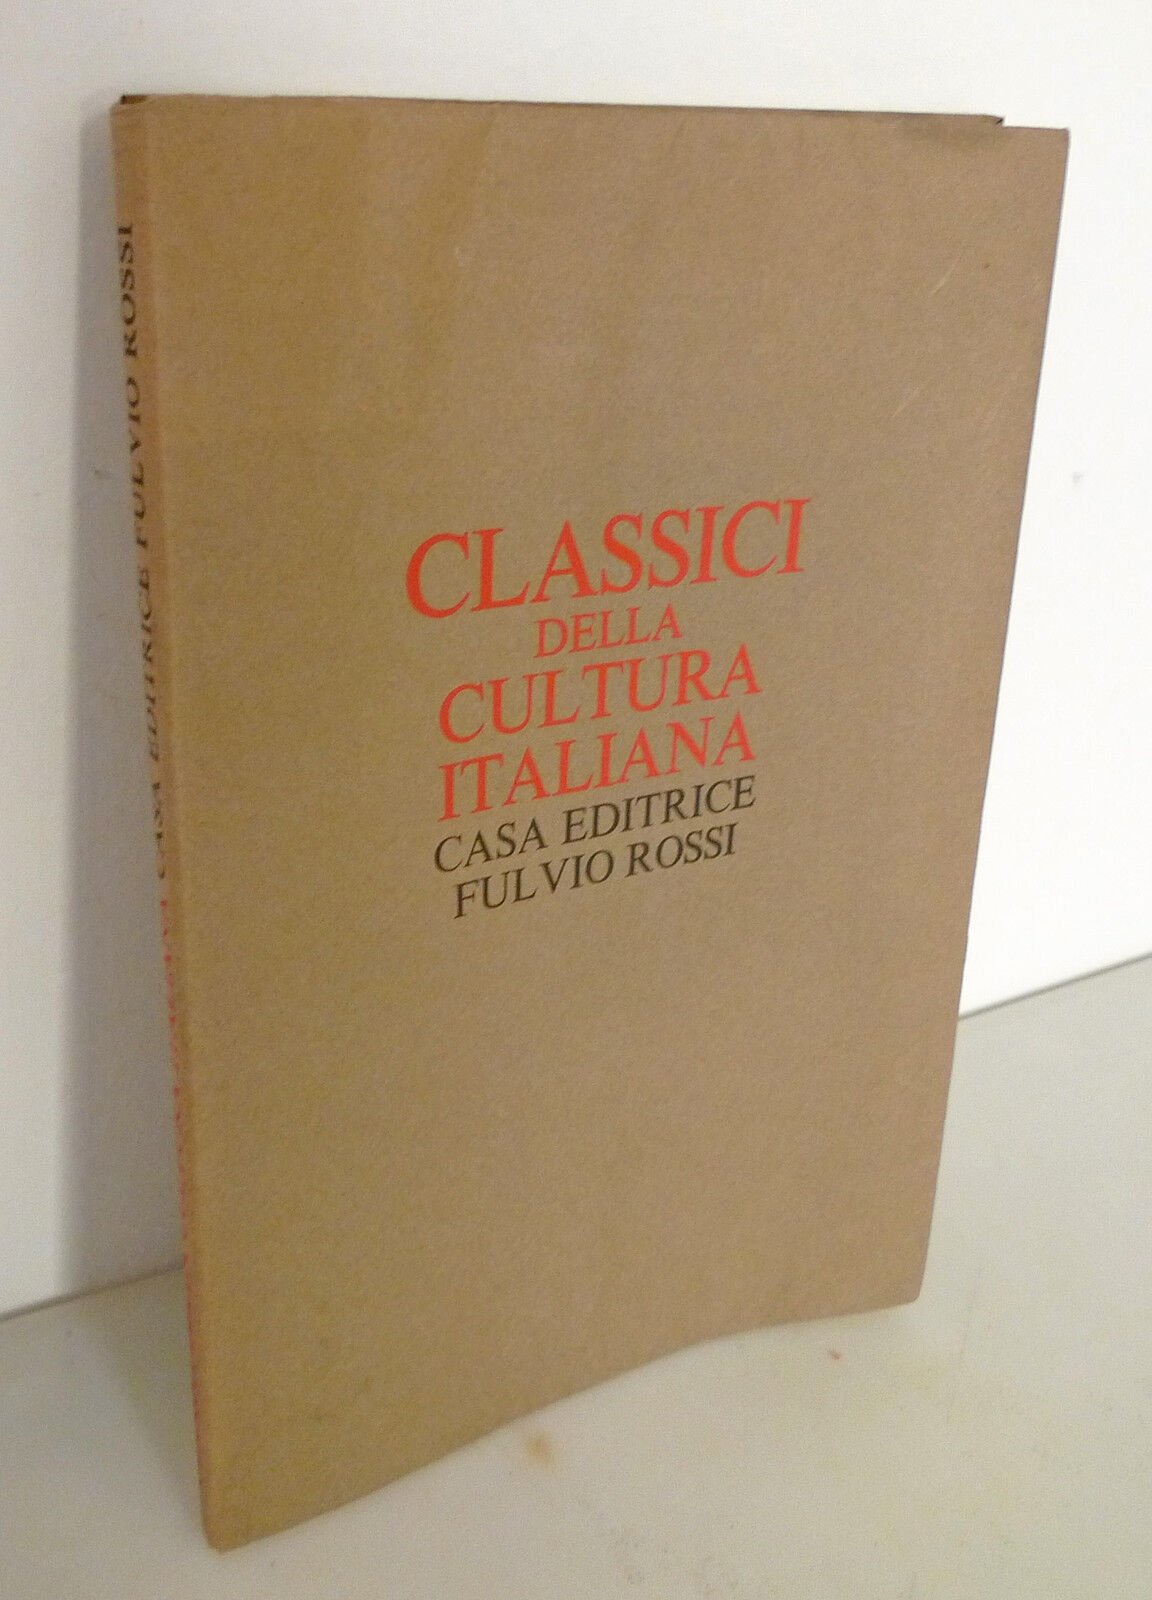 CLASSICI
DELLA
CULTURA
ITALIANA
CASA EDITRICE
FULVIO ROSSI
CASA EDITRICE FULVIO ROSSI